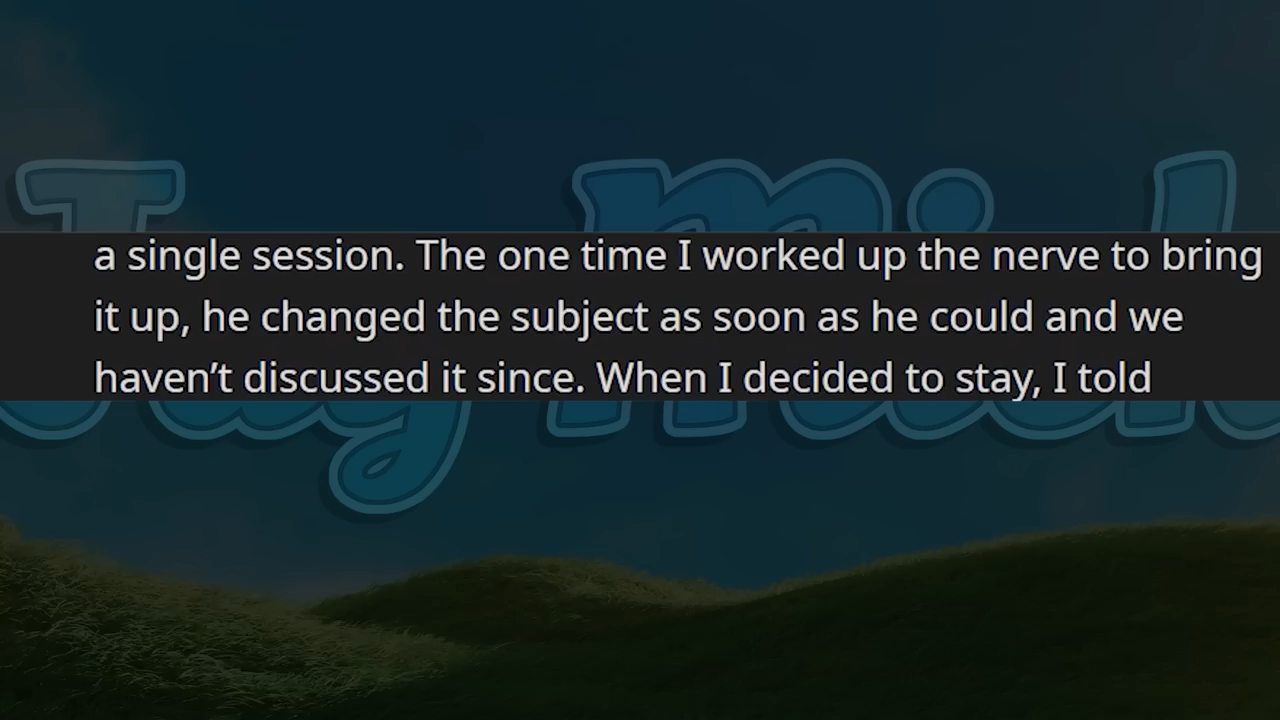 a single session. The one time I worked up the nerve to bring
it up, he changed the subject as soon as he could and we
haven’t discussed it since. When I decided to stay, I told